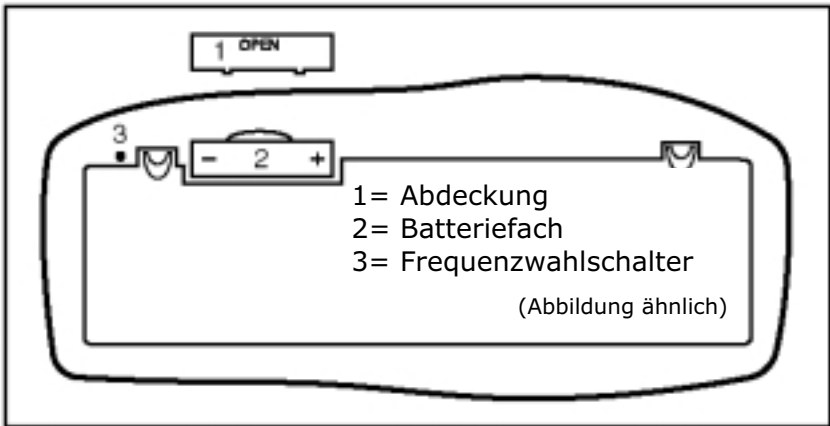 1 OPEN
3
- 2 +
1= Abdeckung
2= Batteriefach
3= Frequenzwahlschalter
(Abbildung ähnlich)